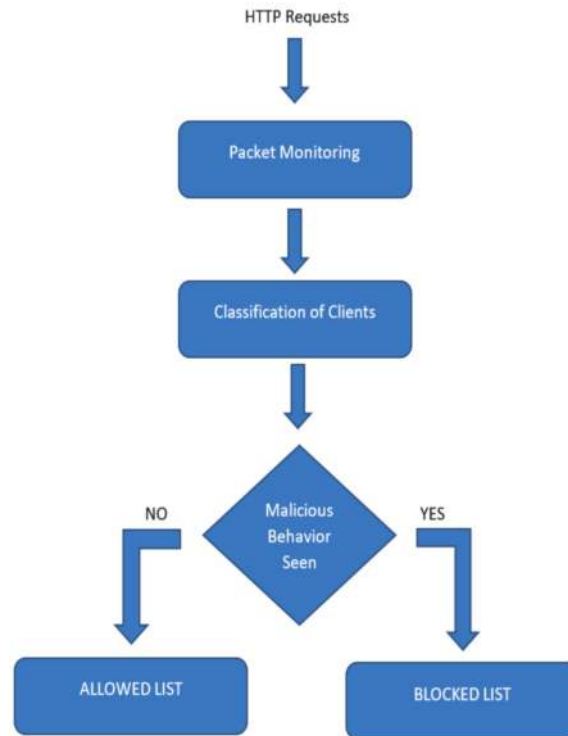 HTTP Requests
Packet Monitoring
Classification of Clients
Malicious
Behavior
Seen
NO
YES
ALLOWED LIST
BLOCKED LIST